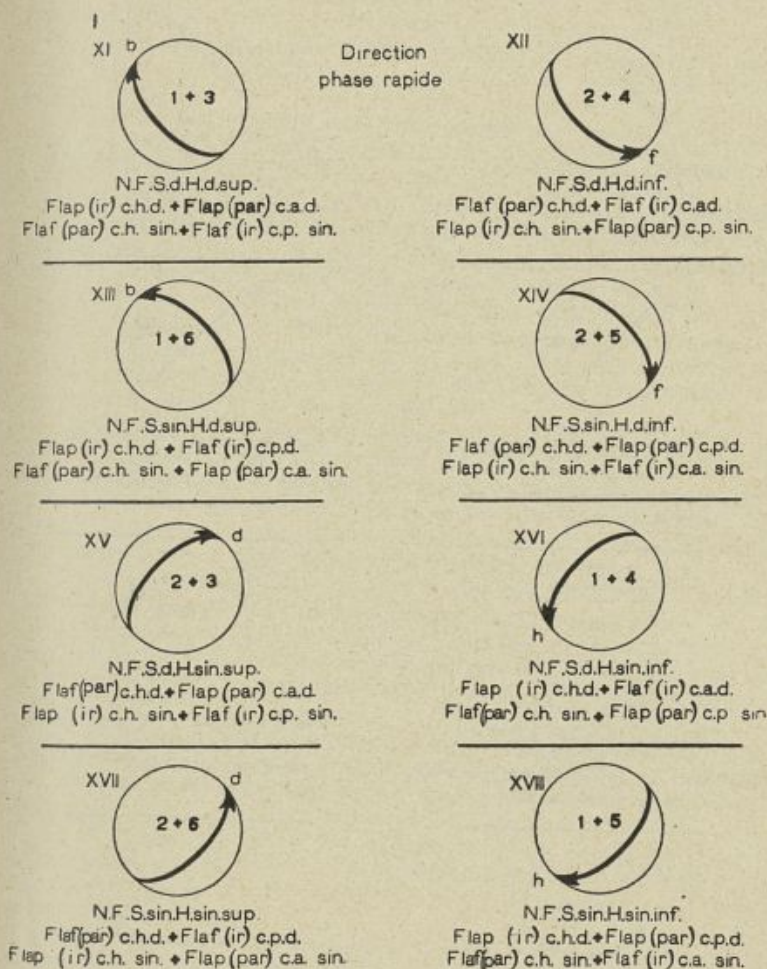 I
XI b
1 + 3
Direction
phase rapide
N.F.S.d.H.d.sup.
Flap (ir) c.h.d. + Flap (par) c.a.d.
Flaf (par) c.h. sin. + Flaf (ir) c.p. sin.
XII
2 + 4
f
N.F.S.d.H.d.inf.
Flaf (par) c.h.d. + Flaf (ir) c.ad.
Flap (ir) c.h. sin. + Flap (par) c.p. sin.
XIII b
1 + 6
N.F.S.sin.H.d.sup.
Flap (ir) c.h.d. + Flaf (ir) c.p.d.
Flaf (par) c.h. sin. + Flap (par) c.a. sin.
XIV
2 + 5
f
N.F.S.sin.H.d.inf.
Flaf (par) c.h.d. + Flap (par) c.p.d.
Flap (ir) c.h. sin. + Flaf (ir) c.a. sin.
XV d
2 + 3
N.F.S.d.H.sin.sup.
Flaf (par) c.h.d. + Flap (par) c.a.d.
Flap (ir) c.h. sin. + Flaf (ir) c.p. sin.
XVI
1 + 4
h
N.F.S.d.H.sin.inf.
Flap (ir) c.h.d. + Flaf (ir) c.a.d.
Flaf (par) c.h. sin. + Flap (par) c.p sin
XVII d
2 + 6
N.F.S.sin.H.sin.sup.
Flaf (par) c.h.d. + Flaf (ir) c.p.d.
Flap (ir) c.h. sin. + Flap (par) c.a. sin.
XVIII
1 + 5
h
N.F.S.sin.H.sin.inf.
Flap (ir) c.h.d. + Flap (par) c.p.d.
Flaf (par) c.h. sin. + Flaf (ir) c.a. sin.